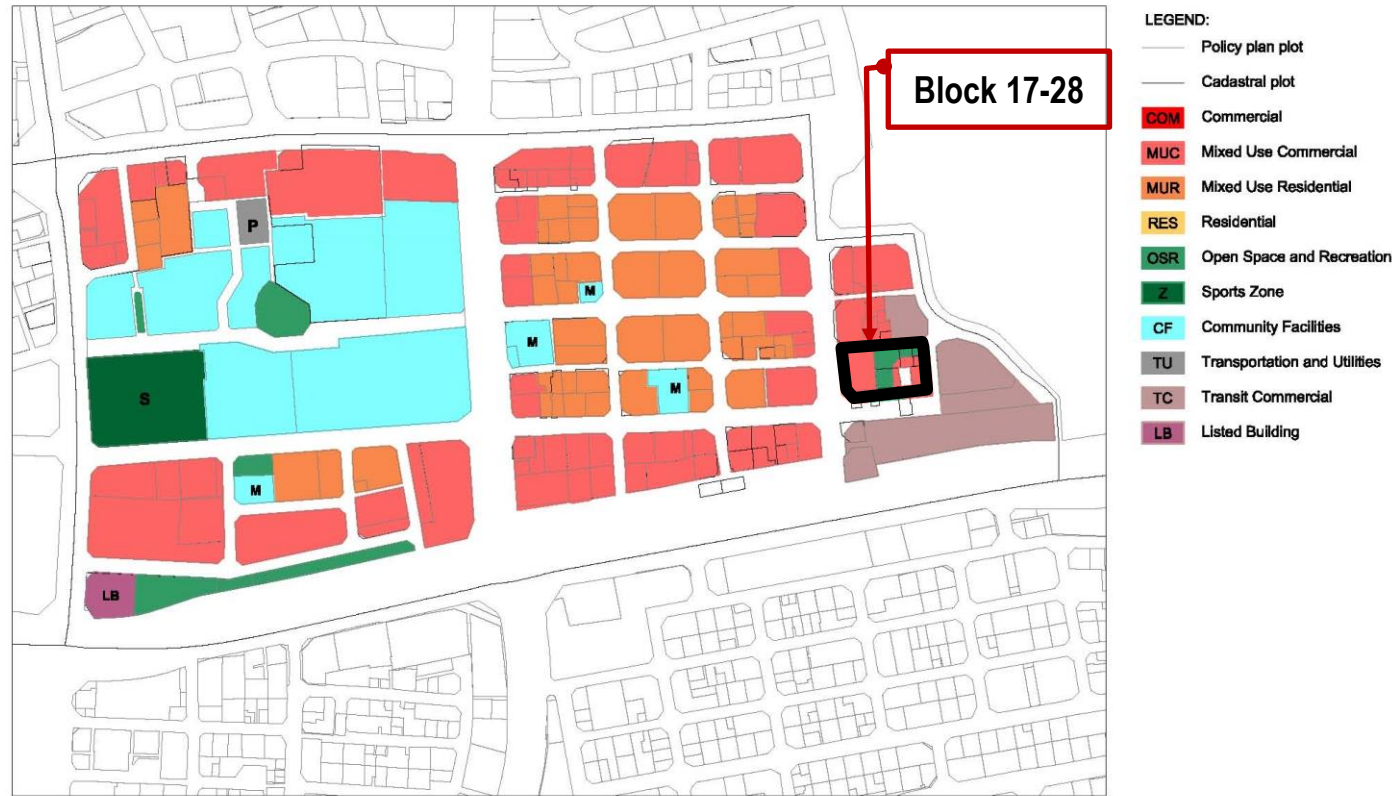 Block 17-28
P
M
M
S
M
M
LB
LEGEND:
Policy plan plot
Cadastral plot
COM Commercial
MUC Mixed Use Commercial
MUR Mixed Use Residential
RES Residential
OSR Open Space and Recreation
Z Sports Zone
CF Community Facilities
TU Transportation and Utilities
TC Transit Commercial
LB Listed Building